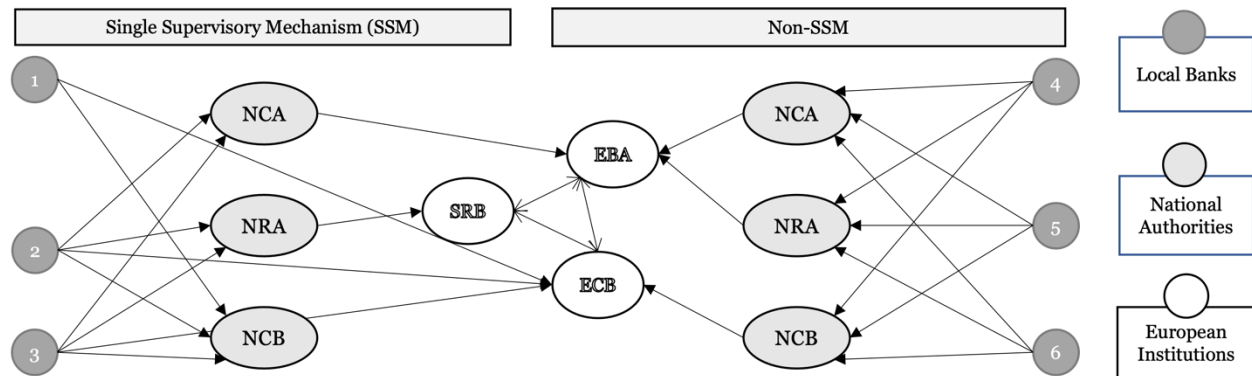 Single Supervisory Mechanism (SSM)
Non-SSM
1
2
3
NCA
NRA
NCB
SRB
EBA
ECB
NCA
NRA
NCB
4
5
6
Local Banks
National
Authorities
European
Institutions